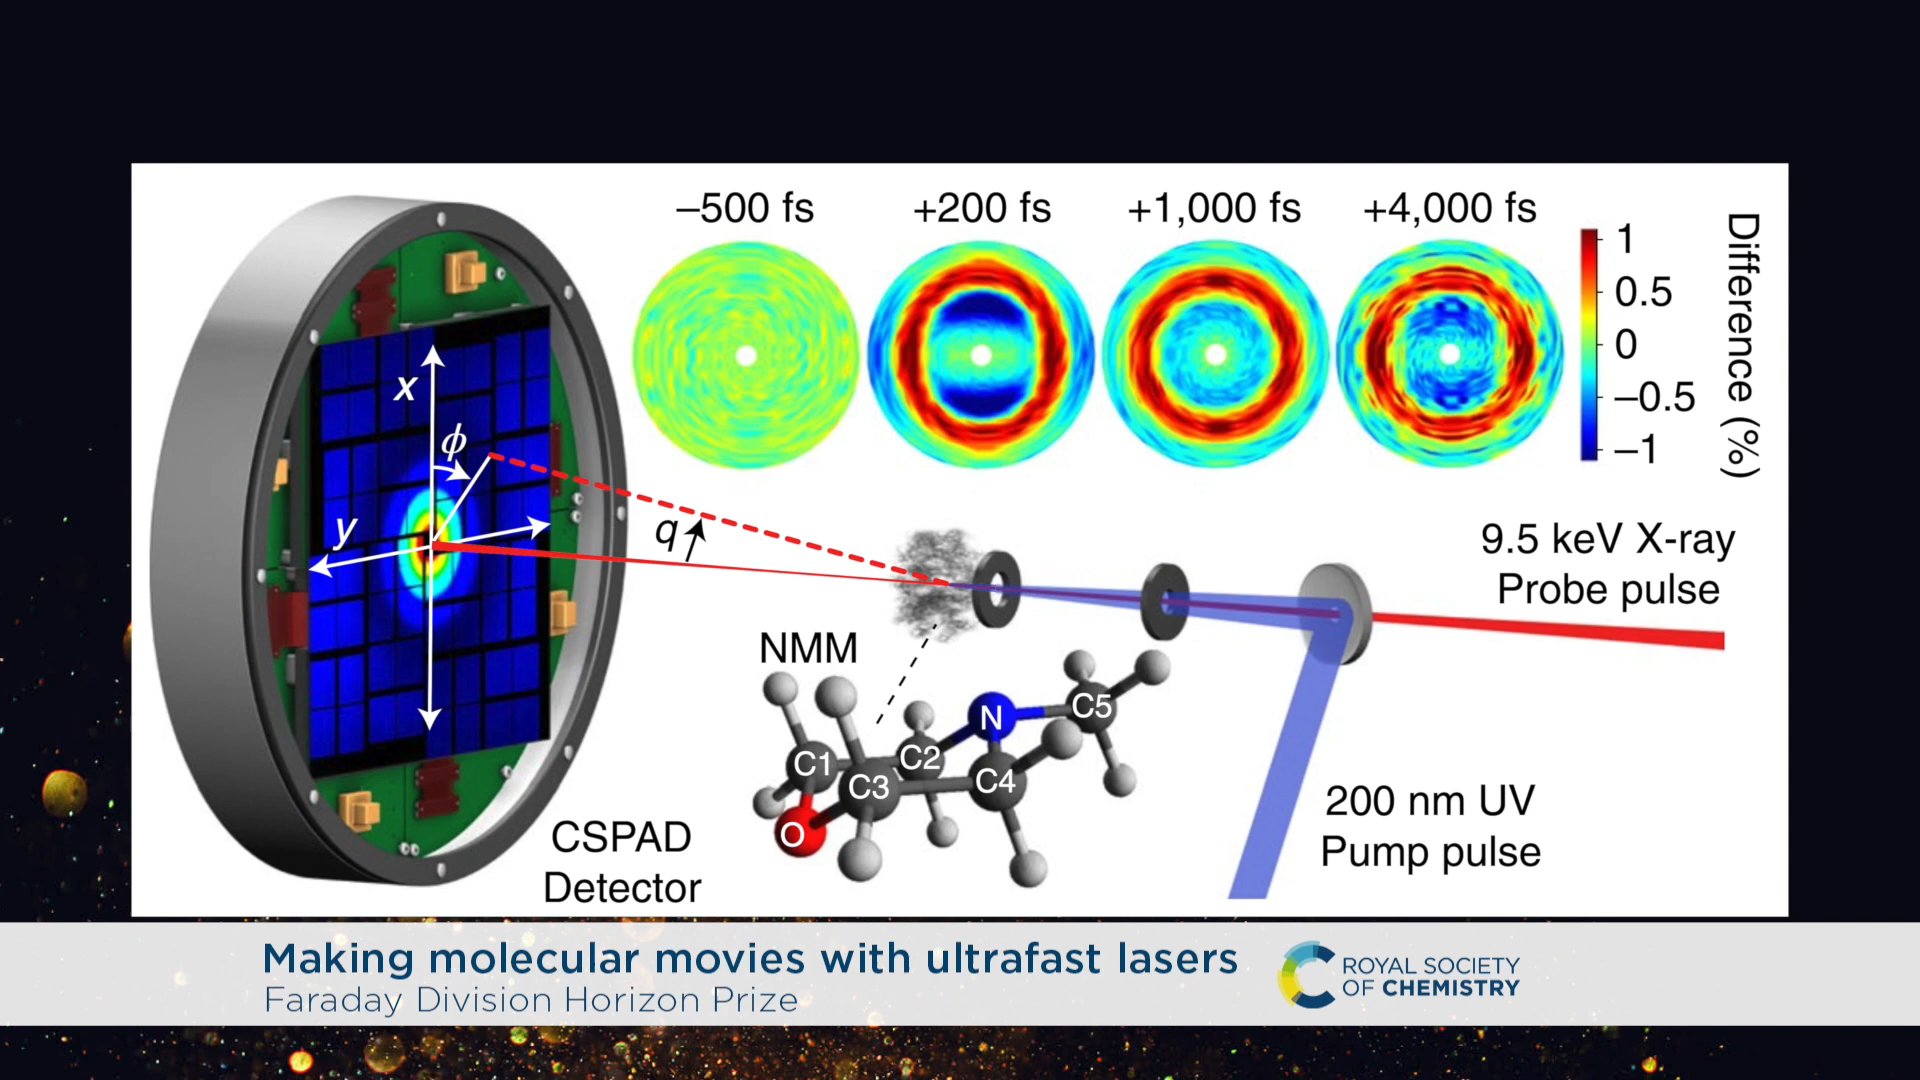 –500 fs
+200 fs
+1,000 fs
+4,000 fs
1
0.5
0
–0.5
–1
Difference (%)
x
ϕ
y
q
9.5 keV X-ray
Probe pulse
NMM
N
C5
C1
C2
C3
C4
O
200 nm UV
Pump pulse
CSPAD
Detector
Making molecular movies with ultrafast lasers
Faraday Division Horizon Prize
ROYAL SOCIETY
OF CHEMISTRY